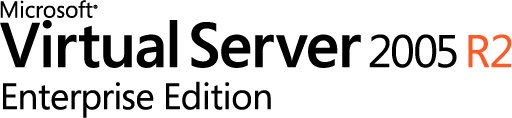 Microsoft®
Virtual Server 2005 R2
Enterprise Edition